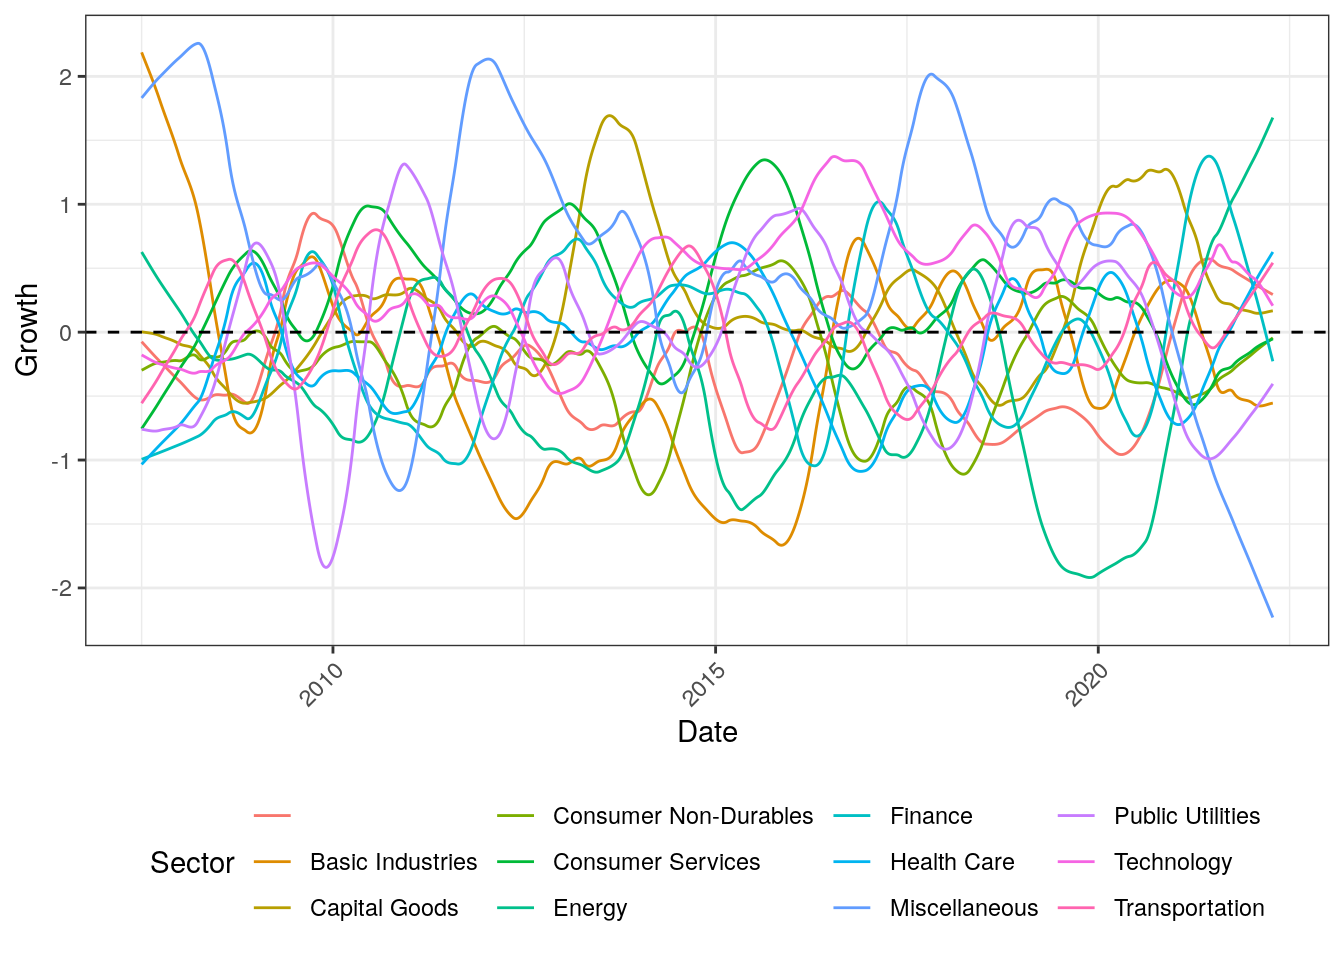 Growth
2
1
0
-1
-2
2010 2015 2020
Date
Sector
Basic Industries
Capital Goods
Consumer Non-Durables
Consumer Services
Energy
Finance
Health Care
Miscellaneous
Public Utilities
Technology
Transportation